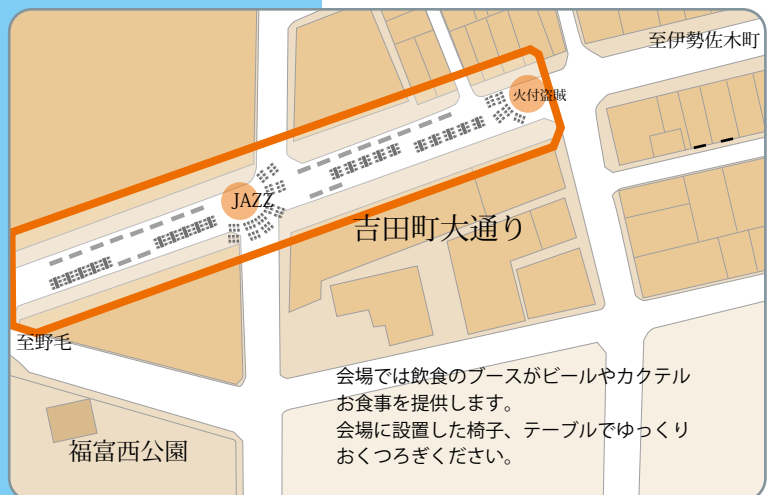 至伊勢佐木町
火付盗賊
JAZZ
吉田町大通り
至野毛
会場では飲食のブースがビールやカクテル
お食事を提供します。
会場に設置した椅子、テーブルでゆっくり
おくつろぎください。
福富西公園